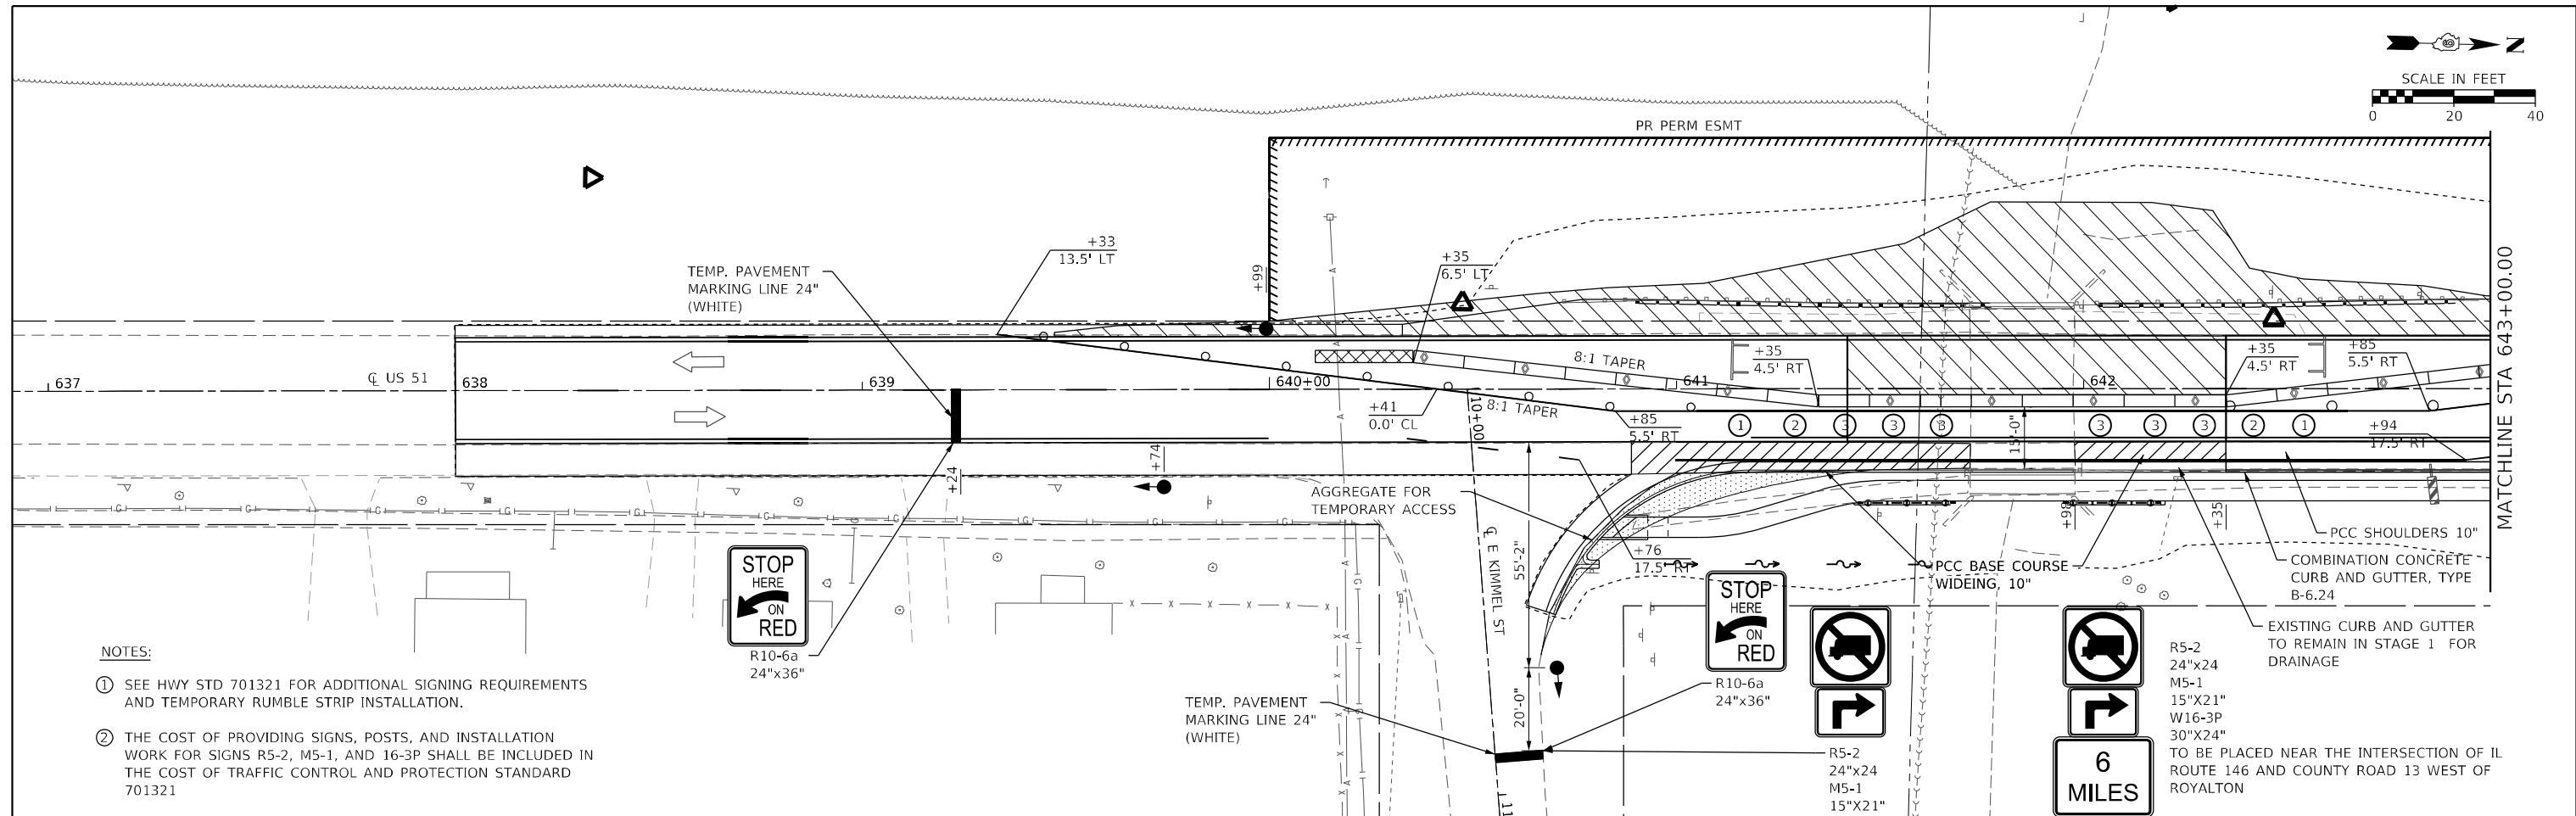 N
SCALE IN FEET
0 20 40
PR PERM ESMT
+33
13.5' LT
+99
+35
6.5' LT
TEMP. PAVEMENT
MARKING LINE 24"
(WHITE)
8:1 TAPER
+35
4.5' RT
+35
4.5' RT
+85
5.5' RT
MATCHLINE STA 643+00.00
637
℄ US 51
638
639
640+00
641
642
+41
0.0' CL
10+00
8:1 TAPER
+85
5.5' RT
1
2
3
3
3
3
3
3
2
1
15'-0"
+94
17.5' RT
+24
+74
AGGREGATE FOR
TEMPORARY ACCESS
℄ E KIMMEL ST
55'-2"
+76
17.5' RT
+98
+35
PCC SHOULDERS 10"
PCC BASE COURSE
WIDEING, 10"
COMBINATION CONCRETE
CURB AND GUTTER, TYPE
B-6.24
EXISTING CURB AND GUTTER
TO REMAIN IN STAGE 1 FOR
DRAINAGE
STOP
HERE
ON
RED
R10-6a
24"x36"
STOP
HERE
ON
RED
R10-6a
24"x36"
20'-0"
TEMP. PAVEMENT
MARKING LINE 24"
(WHITE)
11
R5-2
24"x24
M5-1
15"X21"
6
MILES
R5-2
24"x24
M5-1
15"X21"
W16-3P
30"X24"
TO BE PLACED NEAR THE INTERSECTION OF IL
ROUTE 146 AND COUNTY ROAD 13 WEST OF
ROYALTON
NOTES:
1 SEE HWY STD 701321 FOR ADDITIONAL SIGNING REQUIREMENTS
AND TEMPORARY RUMBLE STRIP INSTALLATION.
2 THE COST OF PROVIDING SIGNS, POSTS, AND INSTALLATION
WORK FOR SIGNS R5-2, M5-1, AND 16-3P SHALL BE INCLUDED IN
THE COST OF TRAFFIC CONTROL AND PROTECTION STANDARD
701321